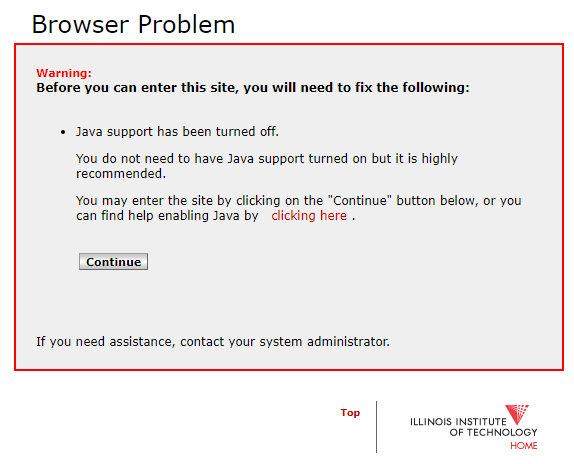 Browser Problem
Warning:
Before you can enter this site, you will need to fix the following:
• Java support has been turned off.
You do not need to have Java support turned on but it is highly
recommended.
You may enter the site by clicking on the "Continue" button below, or you
can find help enabling Java by clicking here .
Continue
If you need assistance, contact your system administrator.
Top
ILLINOIS INSTITUTE
OF TECHNOLOGY
HOME